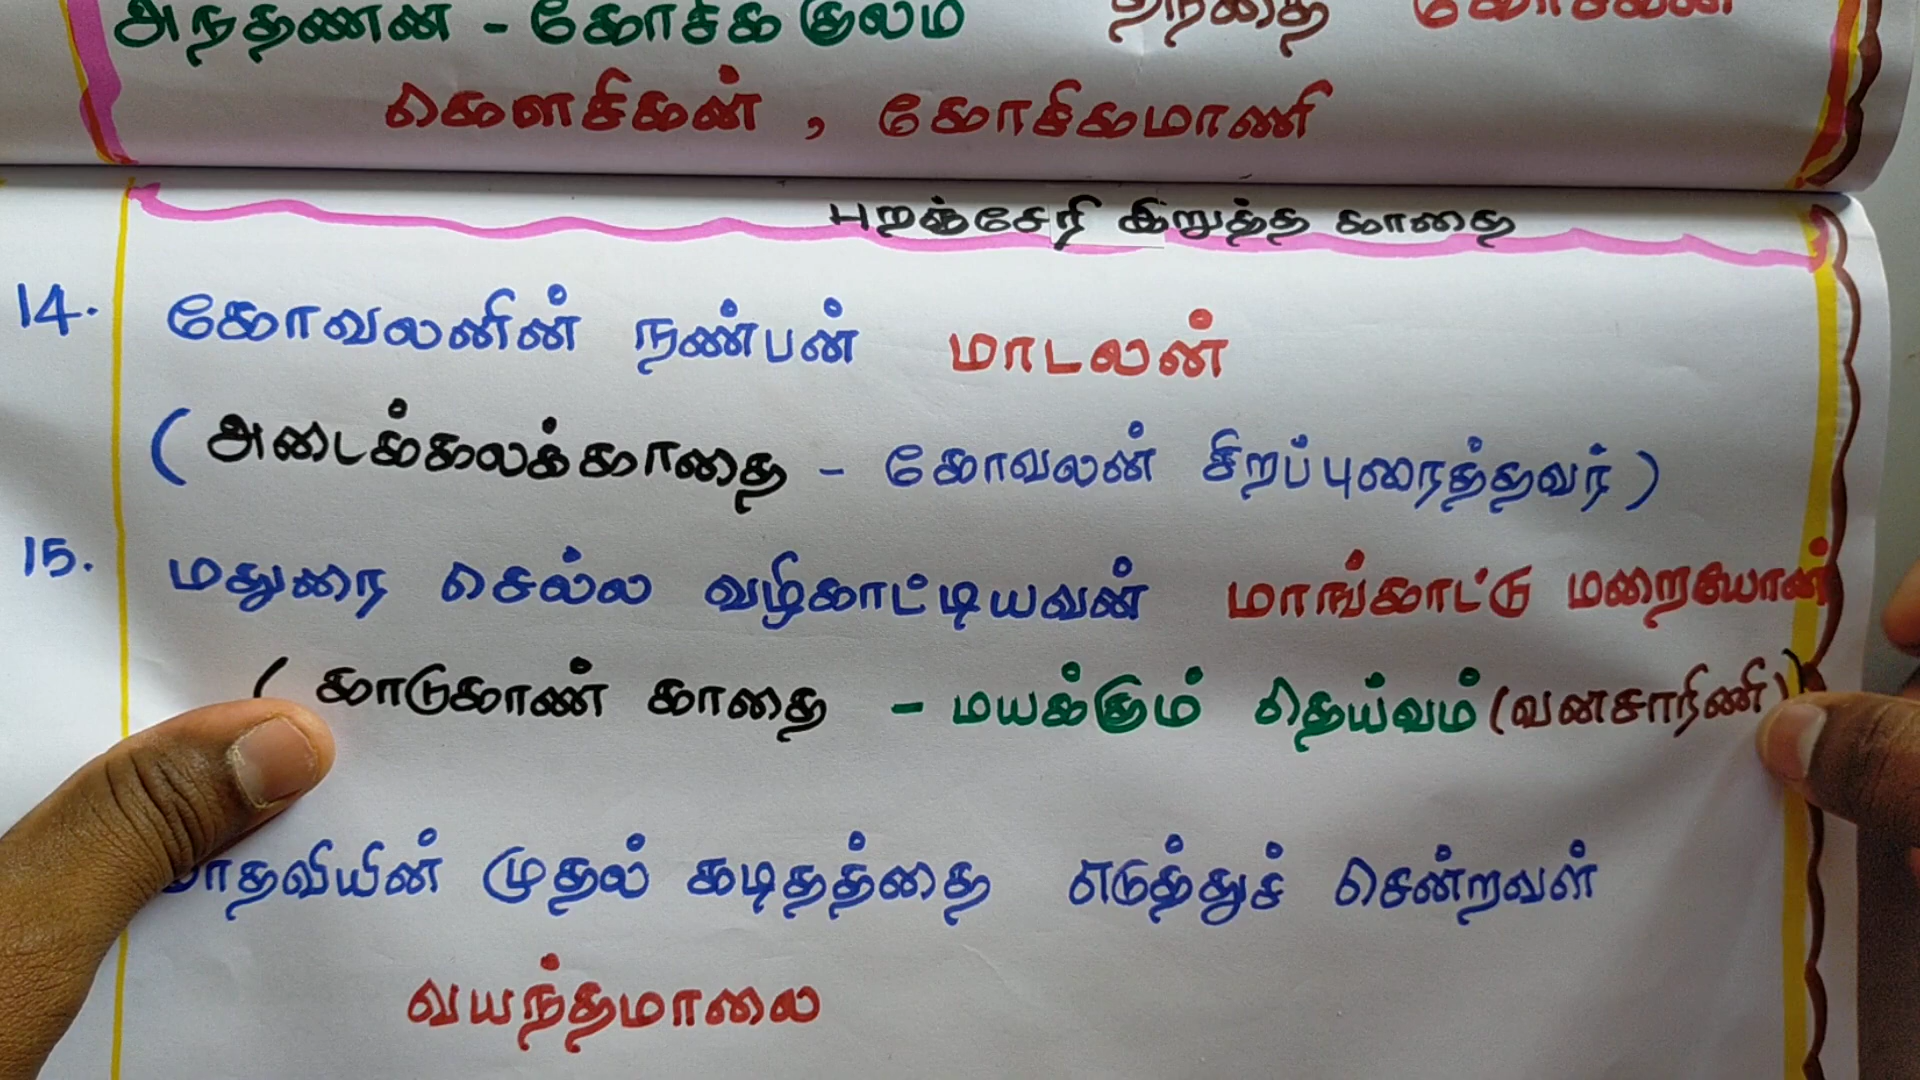 அந்தணன் - கோசிக குலம்
கௌசிகன் , கோசிகமாணி
புறஞ்சேரி இறுத்த காதை
14. கோவலனின் நண்பன் மாடலன்
( அடைக்கலக்காதை - கோவலன் சிறப்புரைத்தவர் )
15. மதுரை செல்ல வழிகாட்டியவன் மாங்காட்டு மறையோன்
( காடுகாண் காதை - மயக்கும் தெய்வம் (வனசாரிணி))
மாதவியின் முதல் கடிதத்தை எடுத்துச் சென்றவள்
வயந்தமாலை